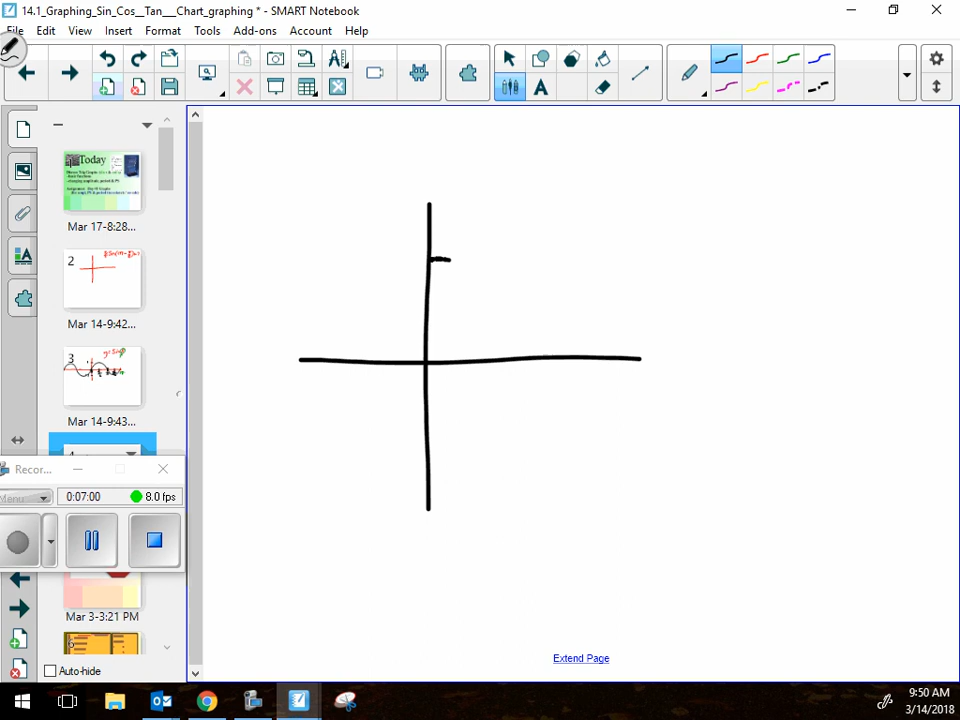 14.1_Graphing_Sin_Cos__Tan___Chart_graphing * - SMART Notebook
File Edit View Insert Format Tools Add-ons Account Help
Today
Mar 17-8:28...
2
Mar 14-9:42...
3
Mar 14-9:43...
Recor...
Menu
0:07:00
8.0 fps
Mar 3-3:21 PM
Auto-hide
Extend Page
9:50 AM
3/14/2018